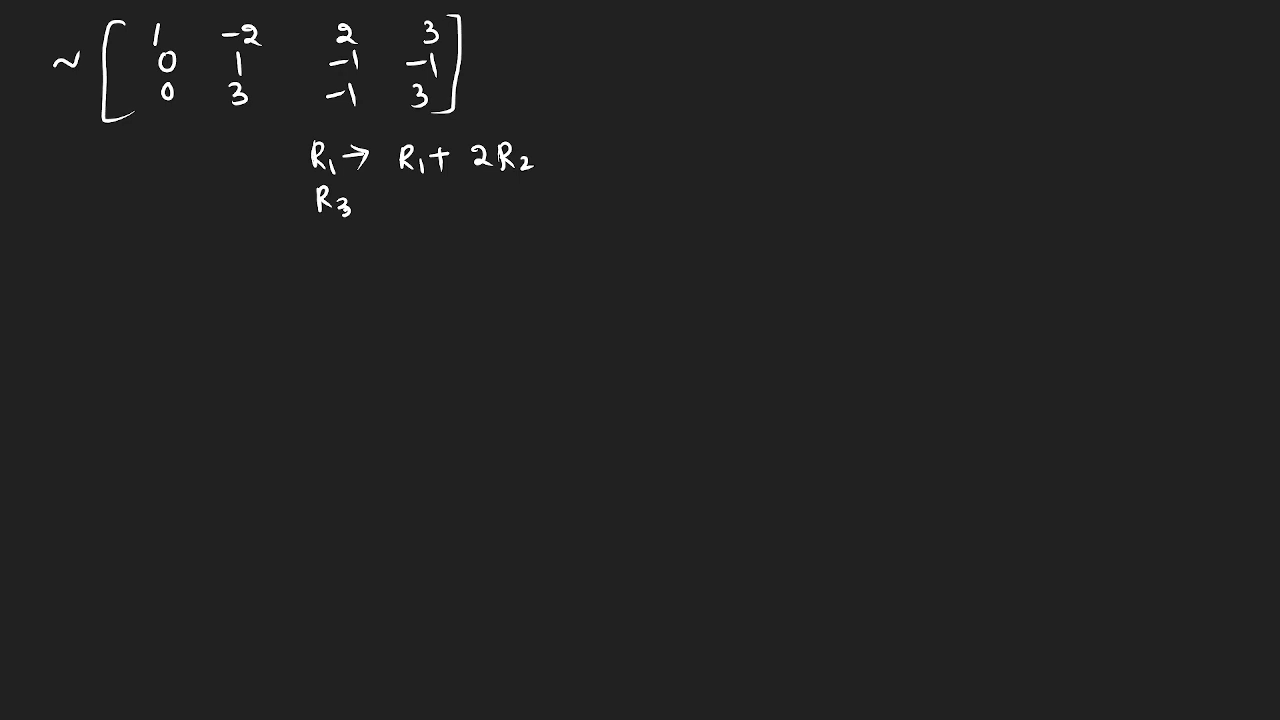 ~ [ 1 -2 2 3 ]
0 1 -1 -1
0 3 -1 3
R₁ → R₁ + 2R₂
R₃